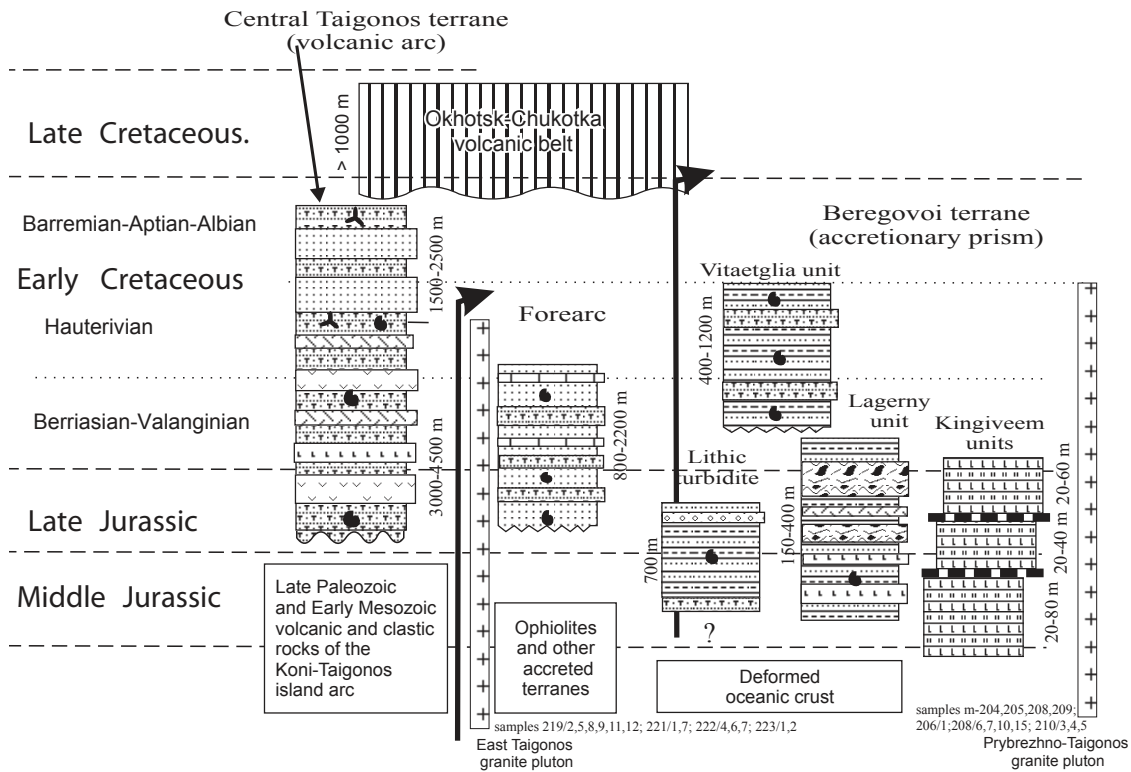 Central Taigonos terrane
(volcanic arc)
Late Cretaceous.
> 1000 m
Okhotsk-Chukotka
volcanic belt
Barremian-Aptian-Albian
Early Cretaceous
Hauterivian
Berriasian-Valanginian
Late Jurassic
Middle Jurassic
1500-2500 m
3000-4500 m
Forearc
800-2200 m
Beregovoi terrane
(accretionary prism)
Vitaetglia unit
400-1200 m
Lagerny
unit
Kingiveem
units
Lithic
turbidite
700 m
150-400 m
20-60 m
20-40 m
20-80 m
?
Late Paleozoic
and Early Mesozoic
volcanic and clastic
rocks of the
Koni-Taigonos
island arc
Ophiolites
and other
accreted
terranes
Deformed
oceanic crust
samples 219/2,5,8,9,11,12; 221/1,7; 222/4,6,7; 223/1,2
East Taigonos
granite pluton
samples m-204,205,208,209;
206/1;208/6,7,10,15; 210/3,4,5
Prybrezhno-Taigonos
granite pluton